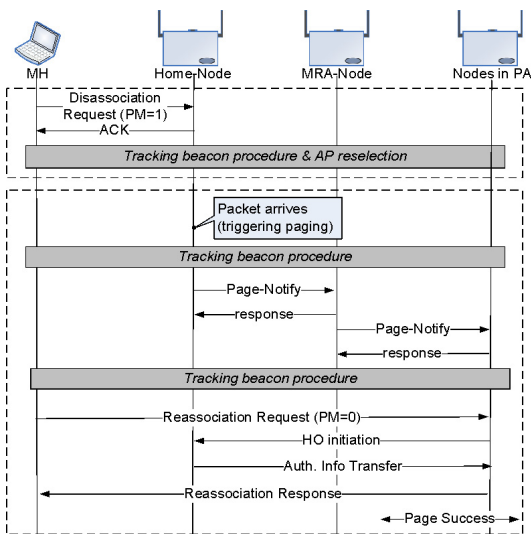 MH
Home-Node
MRA-Node
Nodes in PA
Disassociation
Request (PM=1)
ACK
Tracking beacon procedure & AP reselection
Packet arrives
(triggering paging)
Tracking beacon procedure
Page-Notify
response
Page-Notify
response
Tracking beacon procedure
Reassociation Request (PM=0)
HO initiation
Auth. Info Transfer
Reassociation Response
Page Success